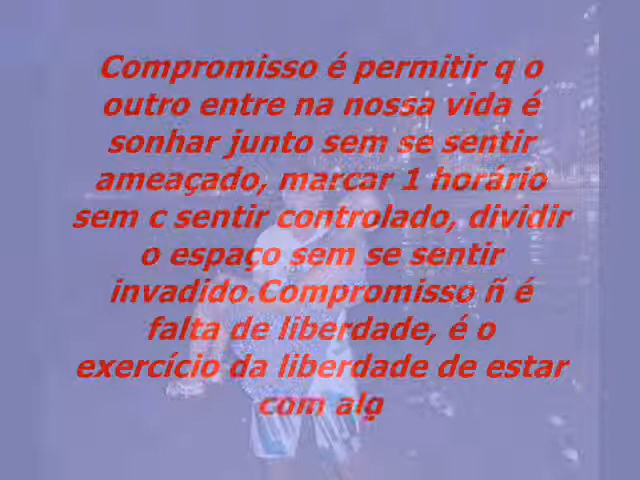 Compromisso é permitir q o
outro entre na nossa vida é
sonhar junto sem se sentir
ameaçado, marcar 1 horário
sem c sentir controlado, dividir
o espaço sem se sentir
invadido.Compromisso ñ é
falta de liberdade, é o
exercício da liberdade de estar
com alg